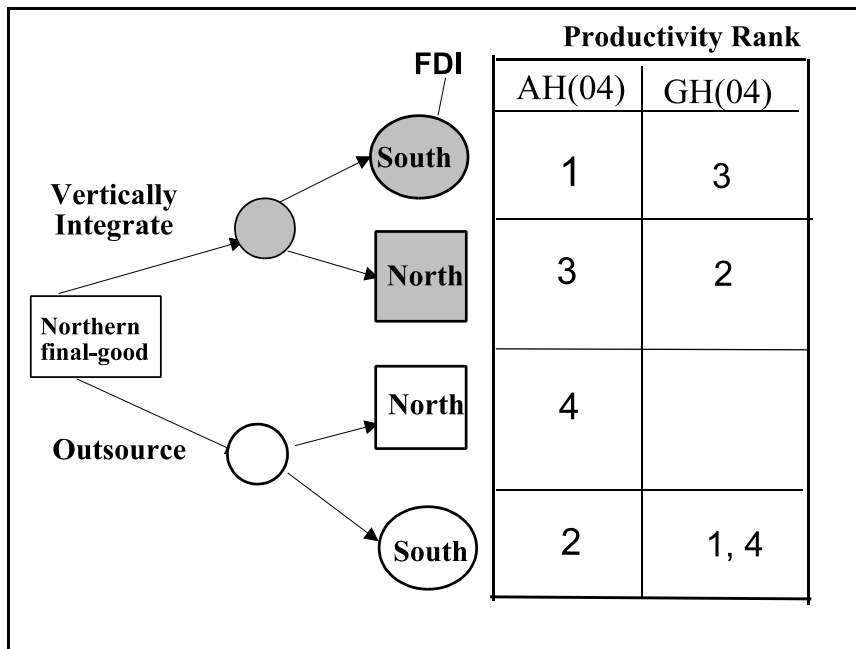 Productivity Rank
FDI
AH(04) GH(04)
South 1 3
Vertically
Integrate
North 3 2
Northern
final-good
North 4
Outsource
South 2 1, 4